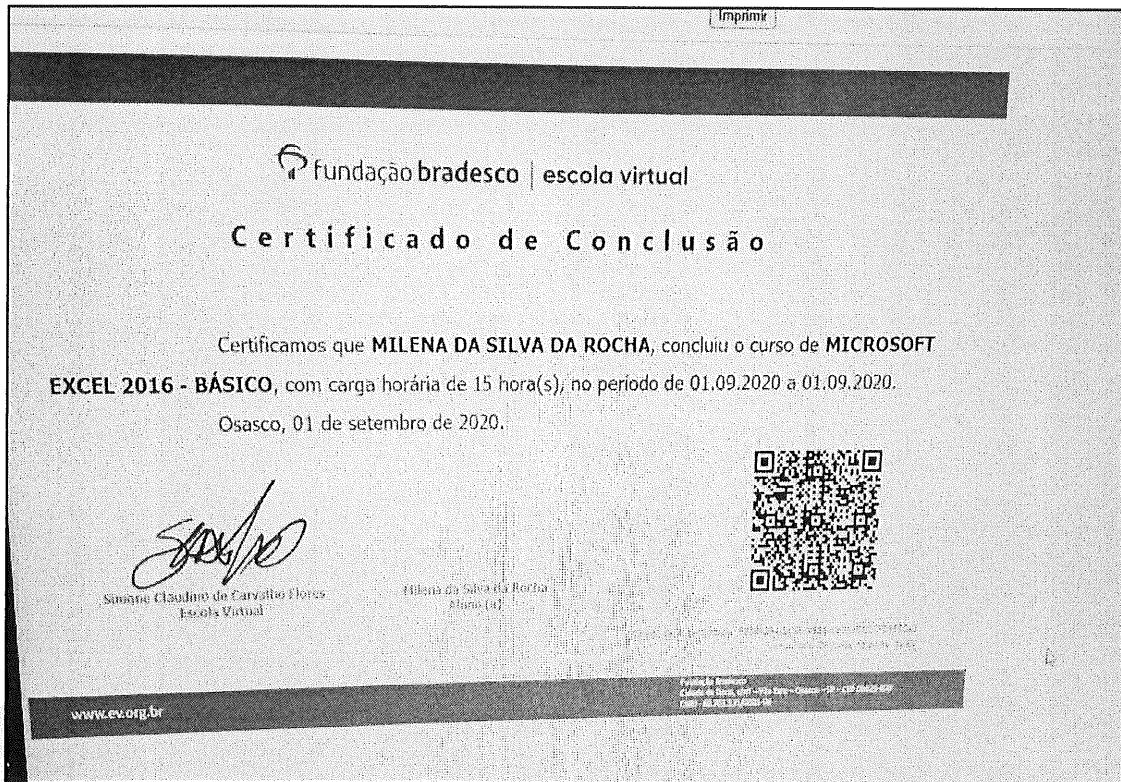 Imprimir
fundação bradesco | escola virtual
Certificado de Conclusão
Certificamos que MILENA DA SILVA DA ROCHA, concluiu o curso de MICROSOFT
EXCEL 2016 - BÁSICO, com carga horária de 15 hora(s), no período de 01.09.2020 a 01.09.2020.
Osasco, 01 de setembro de 2020.
Simone Claudino de Carvalho Flores
Escola Virtual
Milena da Silva da Rocha
Aluno (a)
Fundação Bradesco
www.ev.org.br